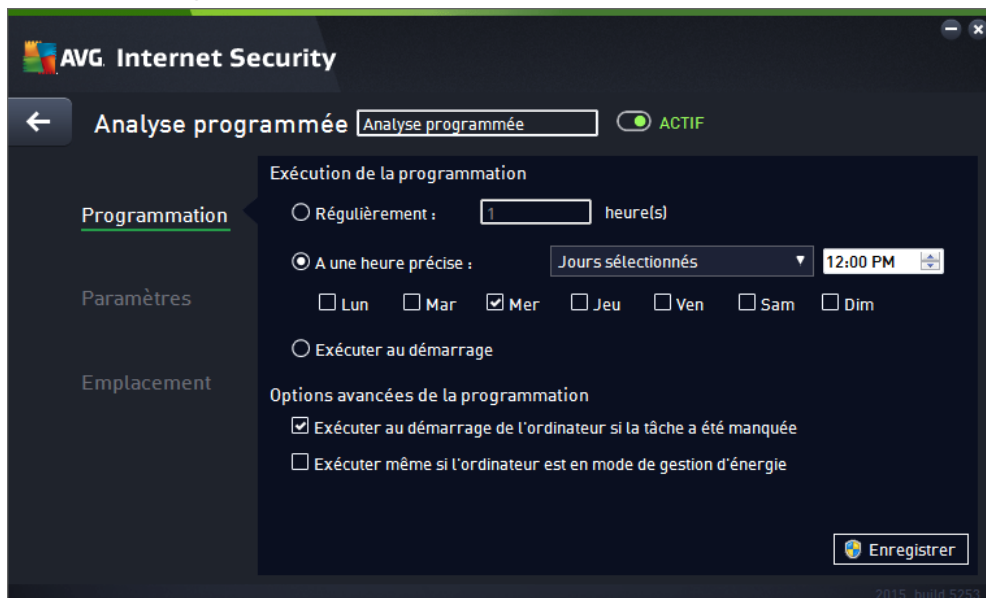 AVG. Internet Security
Analyse programmée Analyse programmée ACTIF
Exécution de la programmation
Programmation
Régulièrement : 1 heure(s)
A une heure précise : Jours sélectionnés 12:00 PM
Lun Mar Mer Jeu Ven Sam Dim
Paramètres
Exécuter au démarrage
Emplacement
Options avancées de la programmation
Exécuter au démarrage de l'ordinateur si la tâche a été manquée
Exécuter même si l'ordinateur est en mode de gestion d'énergie
Enregistrer
2015, build 5253